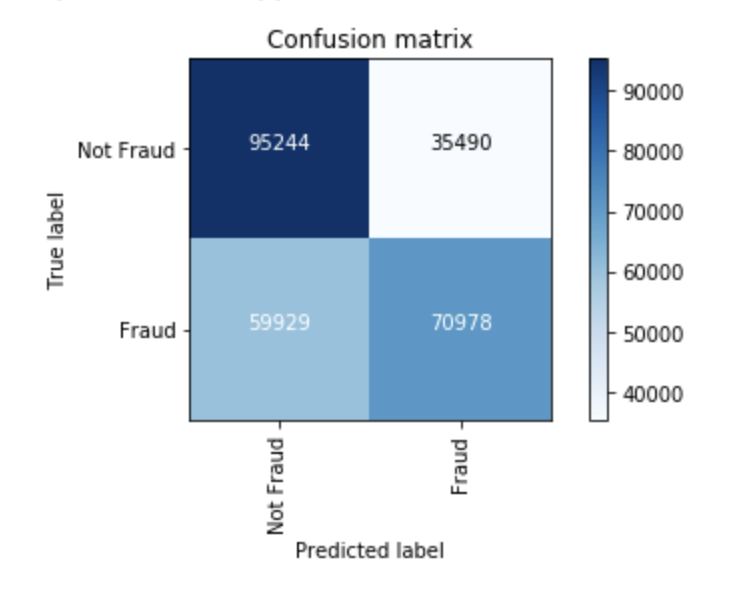 Confusion matrix
Not Fraud
95244
35490
Fraud
59929
70978
True label
Not Fraud
Fraud
Predicted label
90000
80000
70000
60000
50000
40000